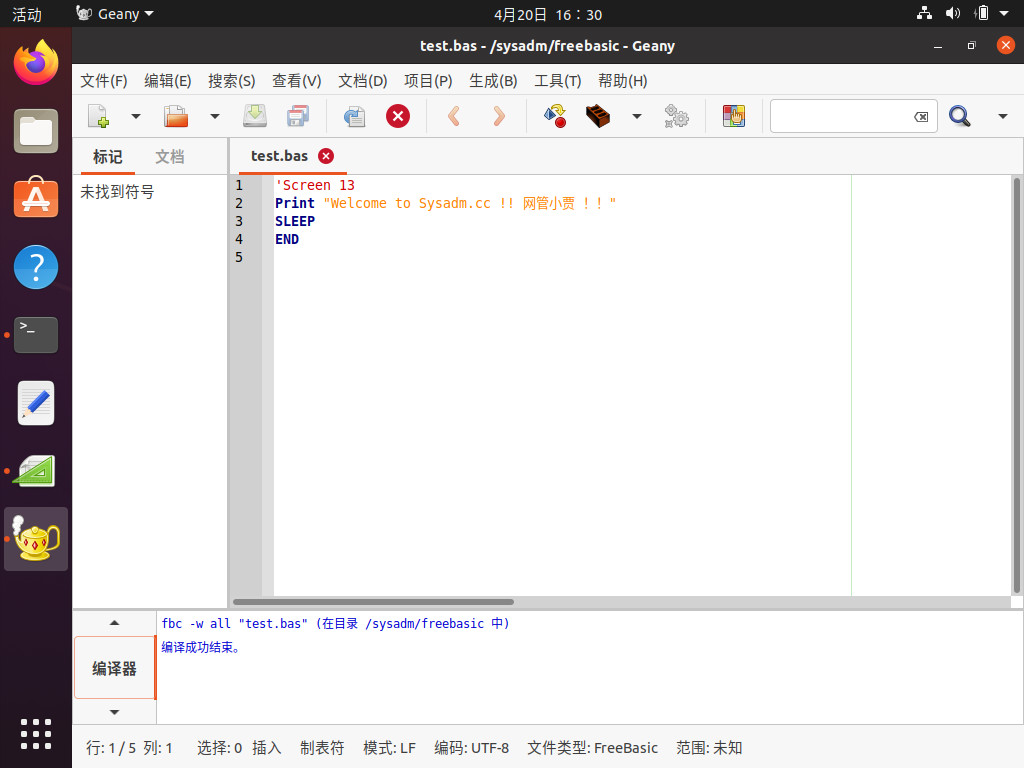 活动 Geany 4月20日 16：30
test.bas - /sysadm/freebasic - Geany
文件(F) 编辑(E) 搜索(S) 查看(V) 文档(D) 项目(P) 生成(B) 工具(T) 帮助(H)
标记 文档 test.bas
未找到符号
1 'Screen 13
2 Print "Welcome to Sysadm.cc !! 网管小贾 ！！"
3 SLEEP
4 END
5
fbc -w all "test.bas" (在目录 /sysadm/freebasic 中)
编译成功结束。
编译器
行: 1 / 5 列: 1 选择: 0 插入 制表符 模式: LF 编码: UTF-8 文件类型: FreeBasic 范围: 未知